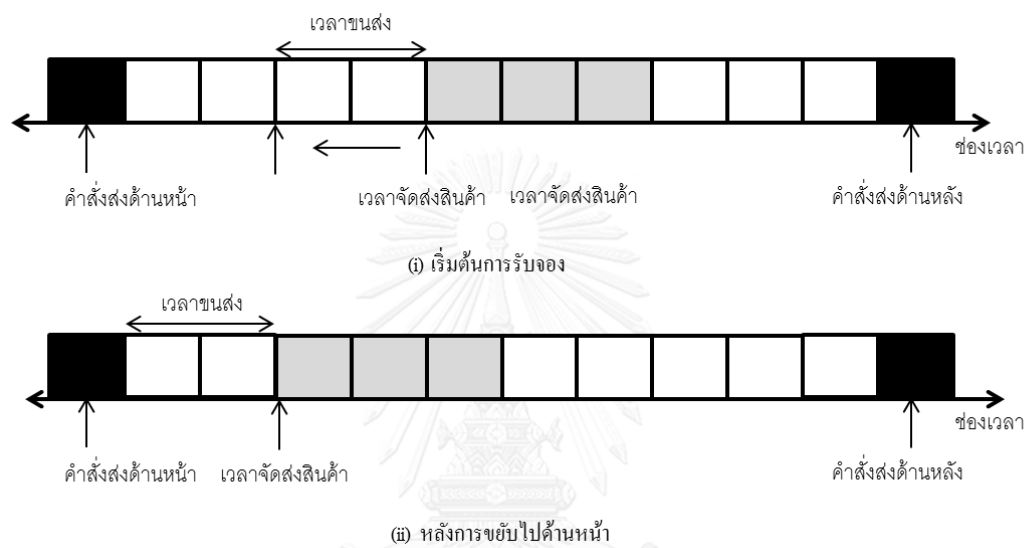 เวลาขนส่ง
ช่องเวลา
คำสั่งส่งด้านหน้า เวลาจัดส่งสินค้า เวลาจัดส่งสินค้า คำสั่งส่งด้านหลัง
(i) เริ่มต้นการรับจอง
เวลาขนส่ง
ช่องเวลา
คำสั่งส่งด้านหน้า เวลาจัดส่งสินค้า คำสั่งส่งด้านหลัง
(ii) หลังการขยับไปด้านหน้า